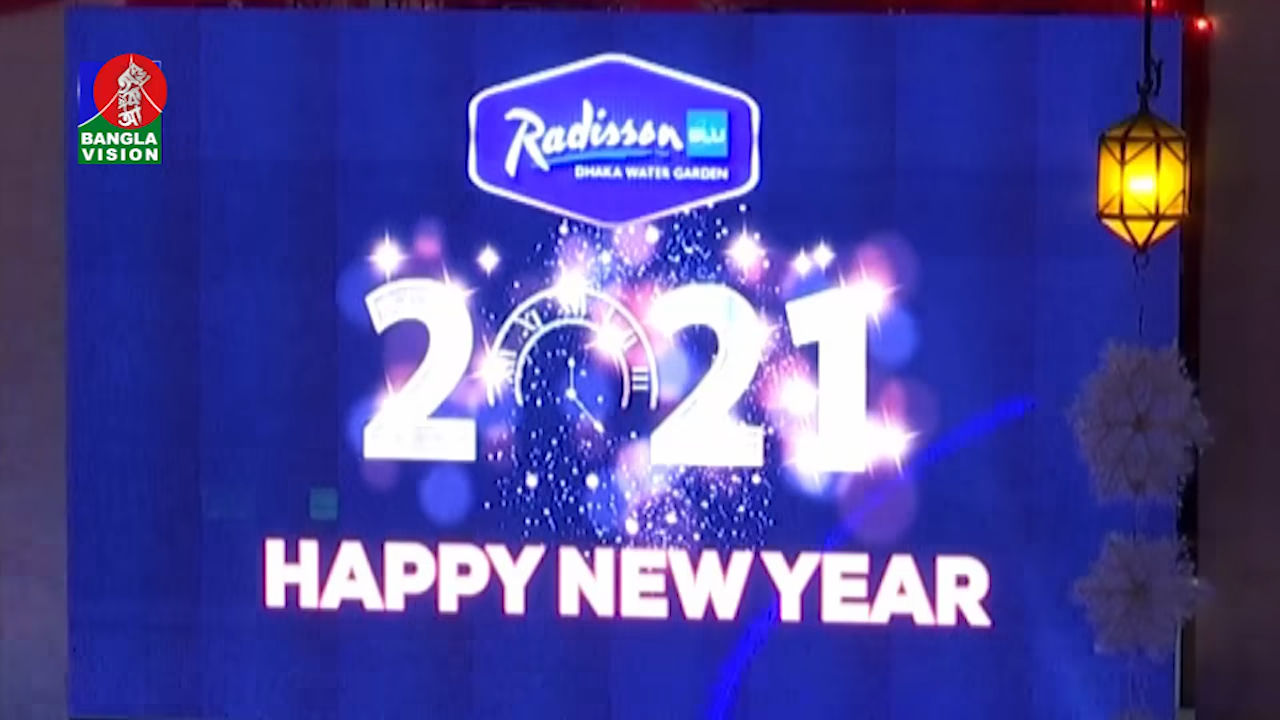 BANGLA
VISION
Radisson BLU
DHAKA WATER GARDEN
2021
HAPPY NEW YEAR